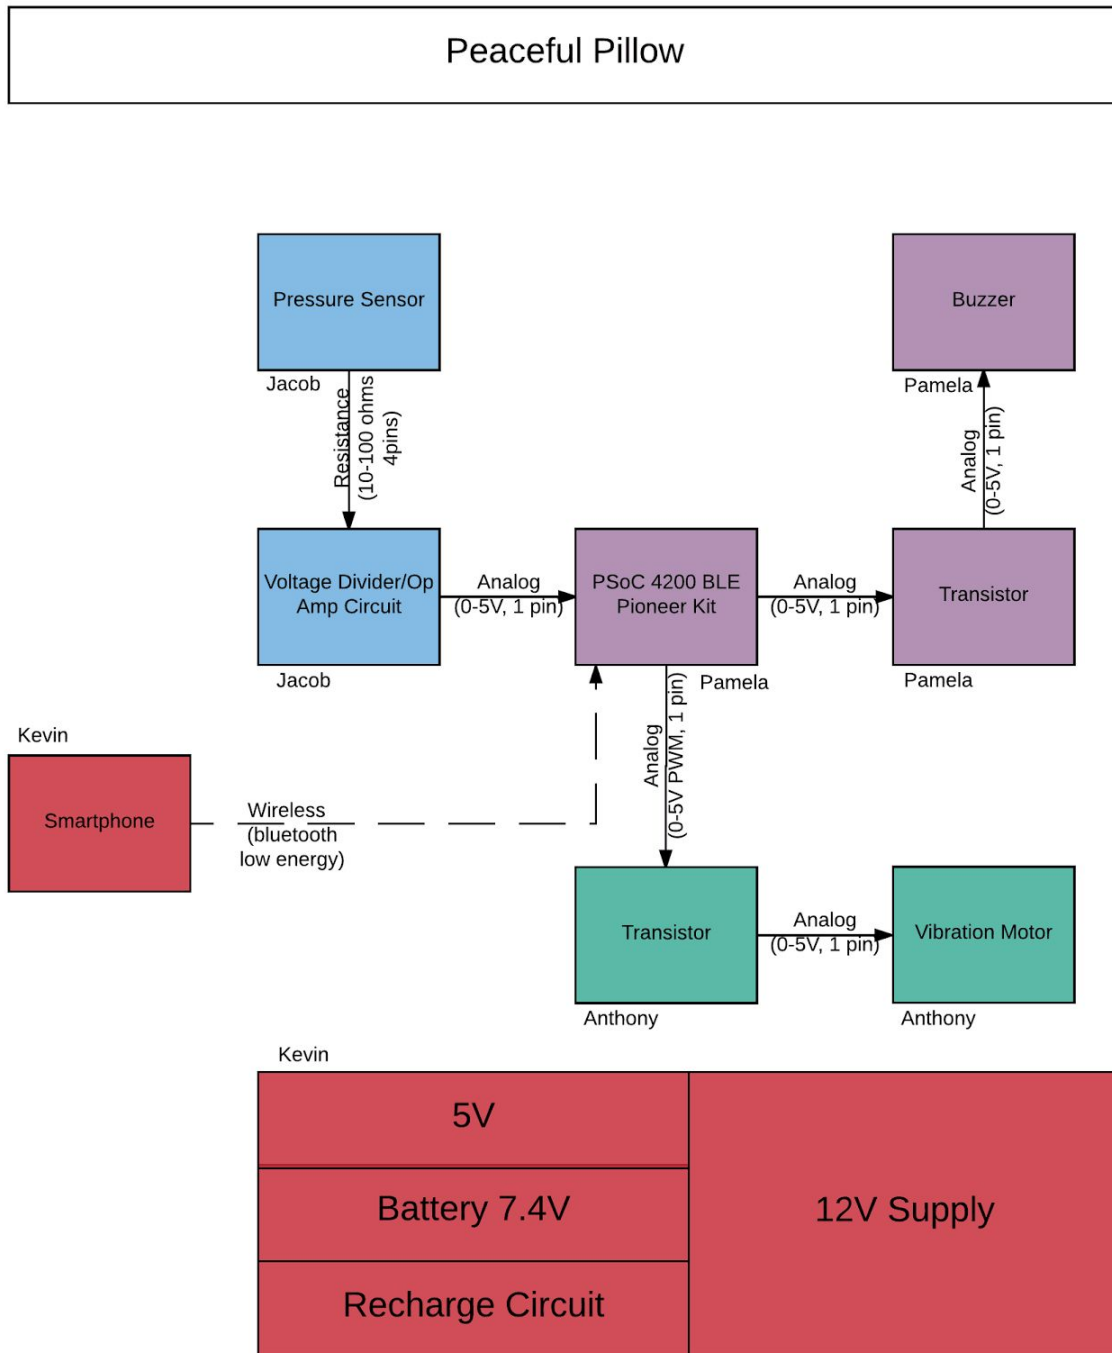 Peaceful Pillow
Pressure Sensor
Jacob
Buzzer
Pamela
Resistance
(10-100 ohms
4pins)
Analog
(0-5V, 1 pin)
Voltage Divider/Op
Amp Circuit
Jacob
Analog
(0-5V, 1 pin)
PSoC 4200 BLE
Pioneer Kit
Pamela
Analog
(0-5V, 1 pin)
Transistor
Pamela
Kevin
Smartphone
Wireless
(bluetooth
low energy)
Analog
(0-5V PWM, 1 pin)
Transistor
Anthony
Analog
(0-5V, 1 pin)
Vibration Motor
Anthony
Kevin
5V
Battery 7.4V
Recharge Circuit
12V Supply